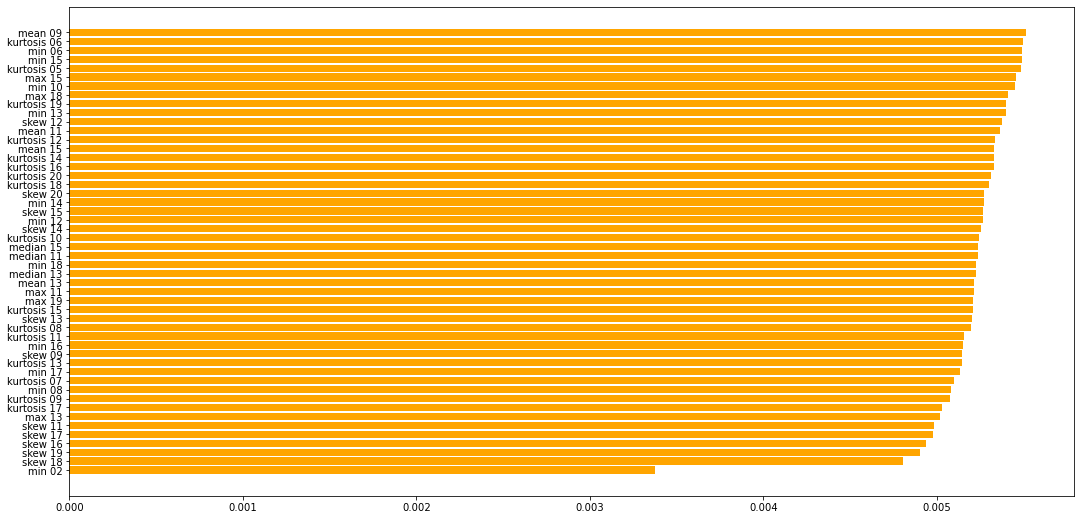 mean 09
kurtosis 06
min 06
min 15
kurtosis 05
max 15
min 10
max 18
kurtosis 19
min 13
skew 12
mean 11
kurtosis 12
mean 15
kurtosis 14
kurtosis 16
kurtosis 20
kurtosis 18
skew 20
min 14
skew 15
min 12
skew 14
kurtosis 10
median 15
median 11
min 18
median 13
mean 13
max 11
max 19
kurtosis 15
skew 13
kurtosis 08
kurtosis 11
min 16
skew 09
kurtosis 13
min 17
kurtosis 07
min 08
kurtosis 09
kurtosis 17
max 13
skew 11
skew 17
skew 16
skew 19
skew 18
min 02
0.000 0.001 0.002 0.003 0.004 0.005